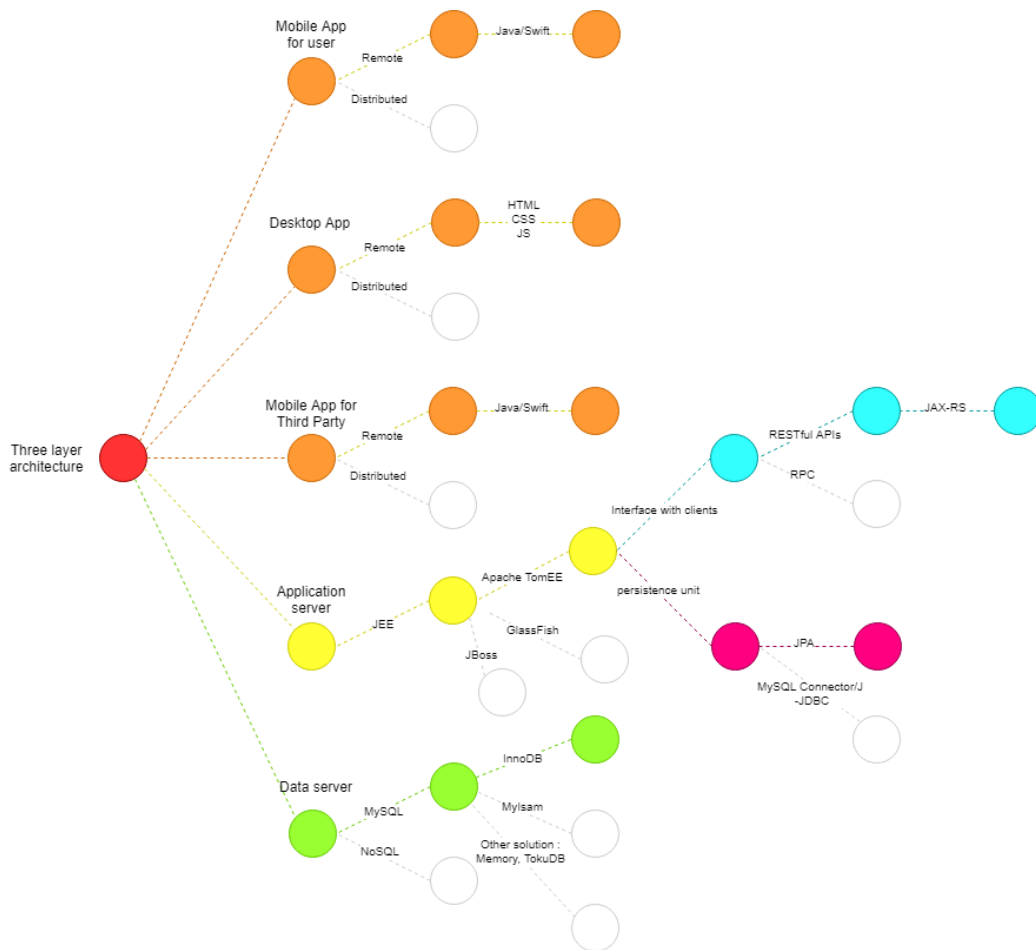 Mobile App
for user
Java/Swift
Remote
Distributed
HTML
CSS
JS
Desktop App
Remote
Distributed
Mobile App for
Third Party
Java/Swift
Remote
Distributed
JAX-RS
RESTful APIs
RPC
Three layer
architecture
Interface with clients
Apache TomEE
persistence unit
Application
server
JEE
GlassFish
JBoss
JPA
MySQL Connector/J
-JDBC
InnoDB
Data server
MySQL
MyIsam
NoSQL
Other solution :
Memory, TokuDB